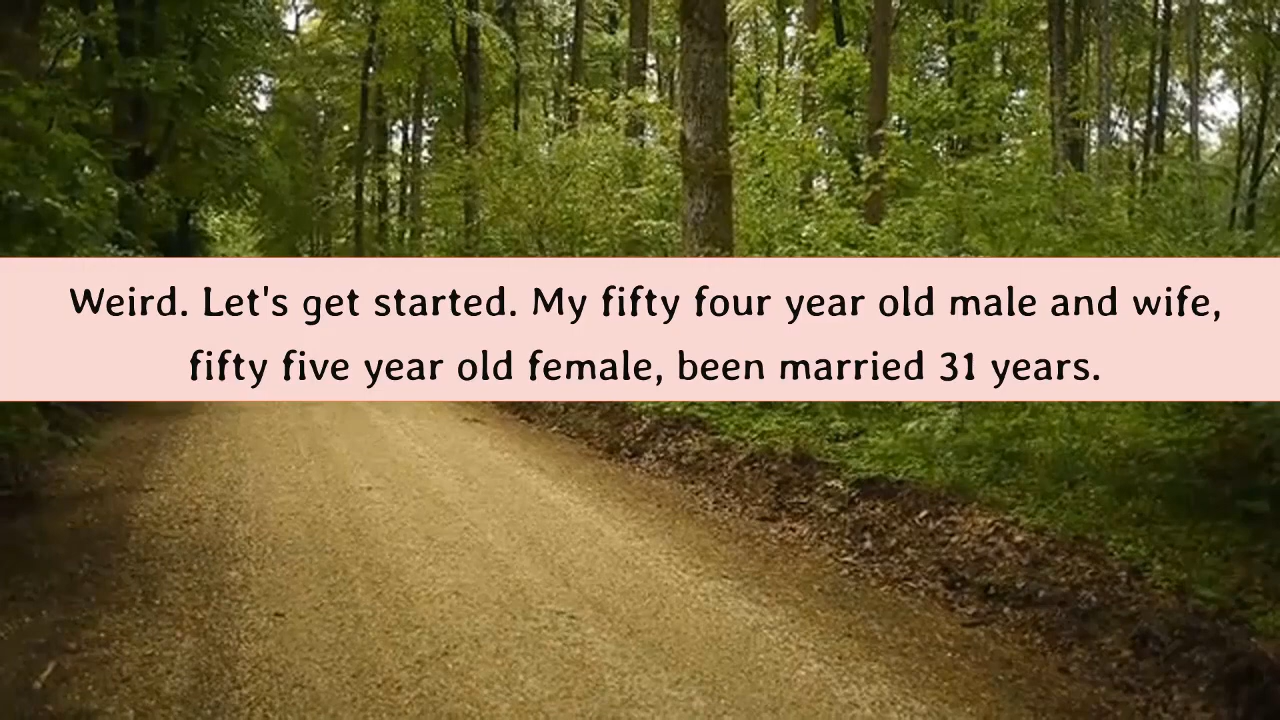 Weird. Let's get started. My fifty four year old male and wife,
fifty five year old female, been married 31 years.